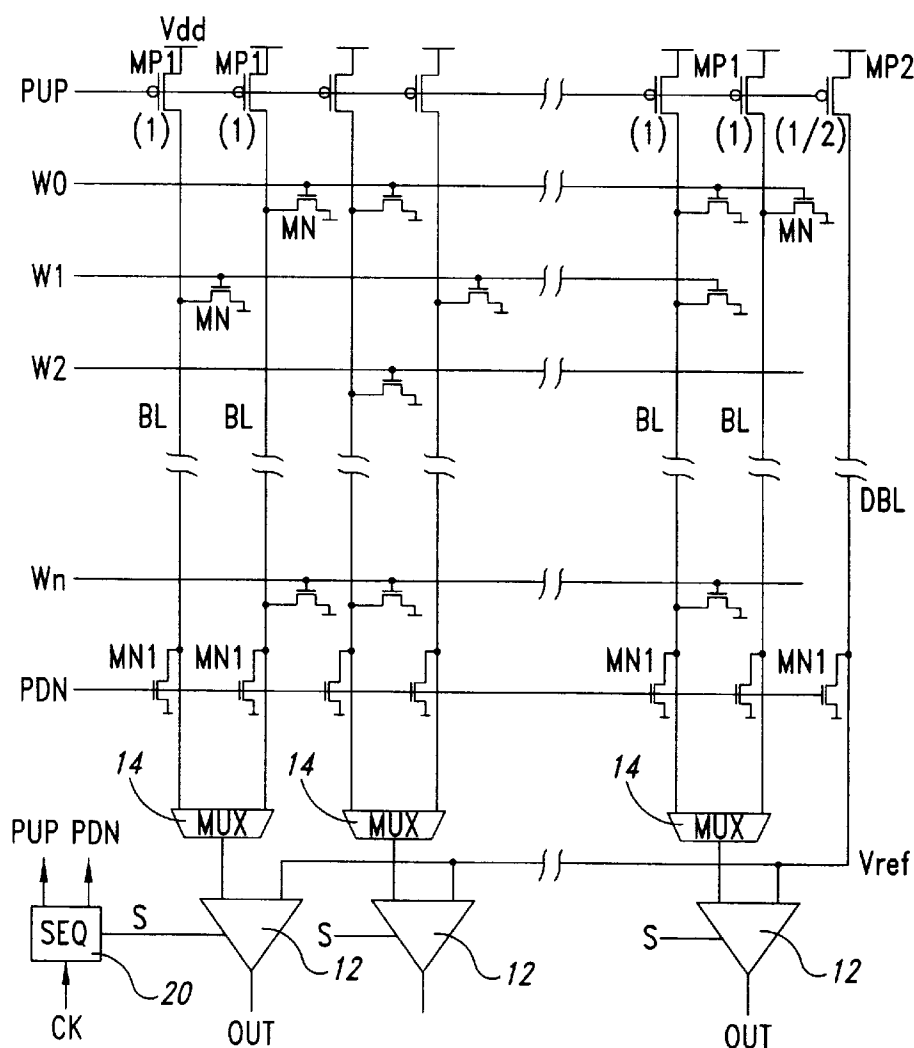 Vdd
MP1 MP1 MP1 MP2
PUP
(1) (1) (1) (1) (1/2)
W0
MN MN
W1
MN
W2
BL BL BL BL
DBL
Wn
MN1 MN1 MN1 MN1
PDN
14 14 14
MUX MUX MUX
PUP PDN
Vref
SEQ S S S
12 12 12
20
CK OUT OUT